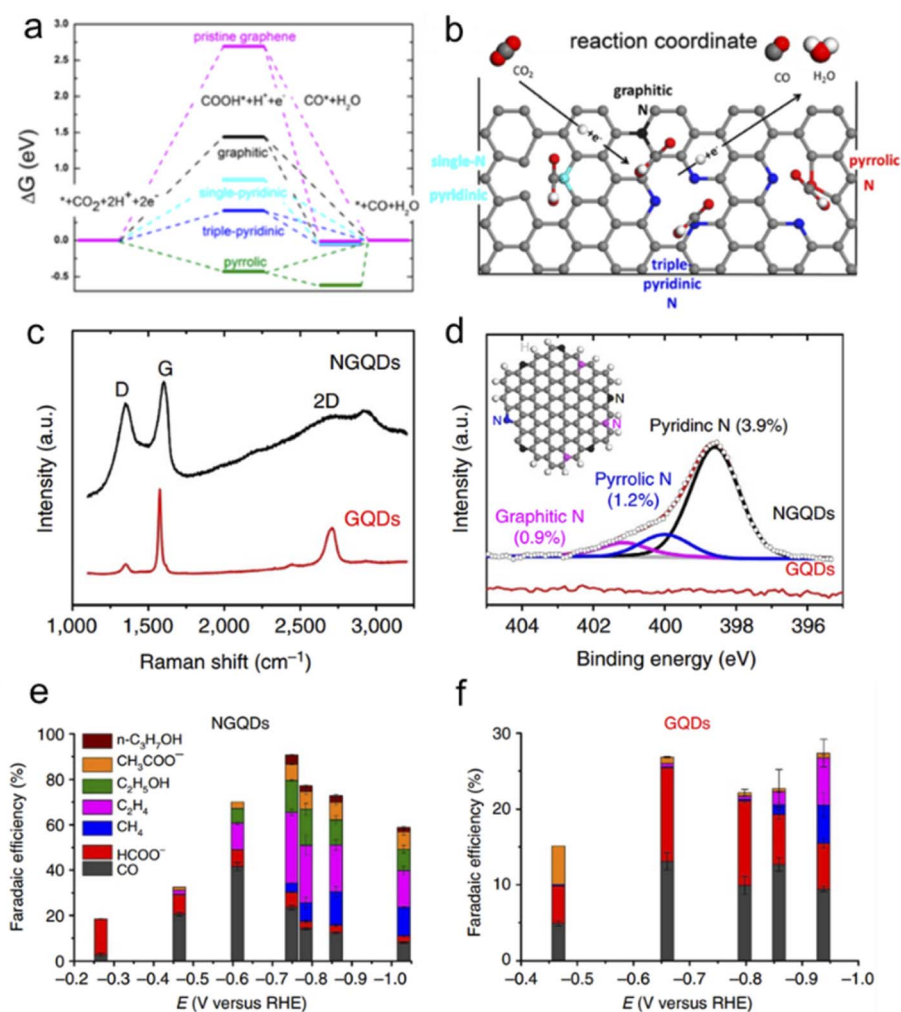 a
3.0
2.5
2.0
1.5
1.0
0.5
0.0
-0.5
ΔG (eV)
pristine graphene
COOH*+H⁺+e⁻
CO*+H₂O
graphitic
single-pyridinic
*+CO₂+2H⁺+2e⁻
*+CO+H₂O
triple-pyridinic
pyrrolic
b
reaction coordinate
CO₂
CO
H₂O
graphitic
N
+e⁻
+e⁻
single-N
pyridinic
pyrrolic
N
triple-
pyridinic
N
c
D
G
NGQDs
2D
GQDs
Intensity (a.u.)
1,000
1,500
2,000
2,500
3,000
Raman shift (cm⁻¹)
d
H
N
N
N
Pyridinc N (3.9%)
Pyrrolic N
(1.2%)
Graphitic N
(0.9%)
NGQDs
GQDs
Intensity (a.u.)
404
402
400
398
396
Binding energy (eV)
e
NGQDs
100
80
60
40
20
0
Faradaic efficiency (%)
n-C₃H₇OH
CH₃COO⁻
C₂H₅OH
C₂H₄
CH₄
HCOO⁻
CO
–0.2
–0.3
–0.4
–0.5
–0.6
–0.7
–0.8
–0.9
–1.0
E (V versus RHE)
f
GQDs
30
20
10
0
Faradaic efficiency (%)
–0.4
–0.5
–0.6
–0.7
–0.8
–0.9
–1.0
E (V versus RHE)